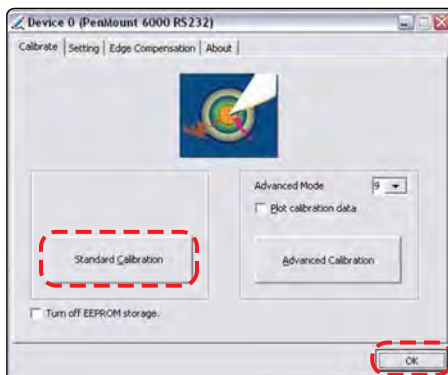 Device 0 (PenMount 6000 RS232)
Calibrate Setting Edge Compensation About
Advanced Mode 9
Plot calibration data
Standard Calibration
Advanced Calibration
Turn off EEPROM storage.
OK